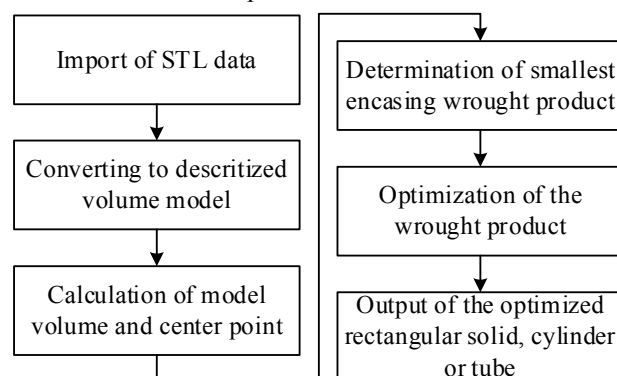 Import of STL data
Converting to descritized
volume model
Calculation of model
volume and center point
Determination of smallest
encasing wrought product
Optimization of the
wrought product
Output of the optimized
rectangular solid, cylinder
or tube